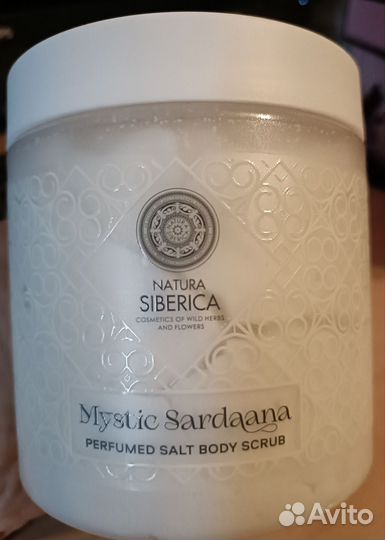 NATURA
SIBERICA
COSMETICS OF WILD HERBS
AND FLOWERS
Mystic Sardaana
PERFUMED SALT BODY SCRUB
Avito